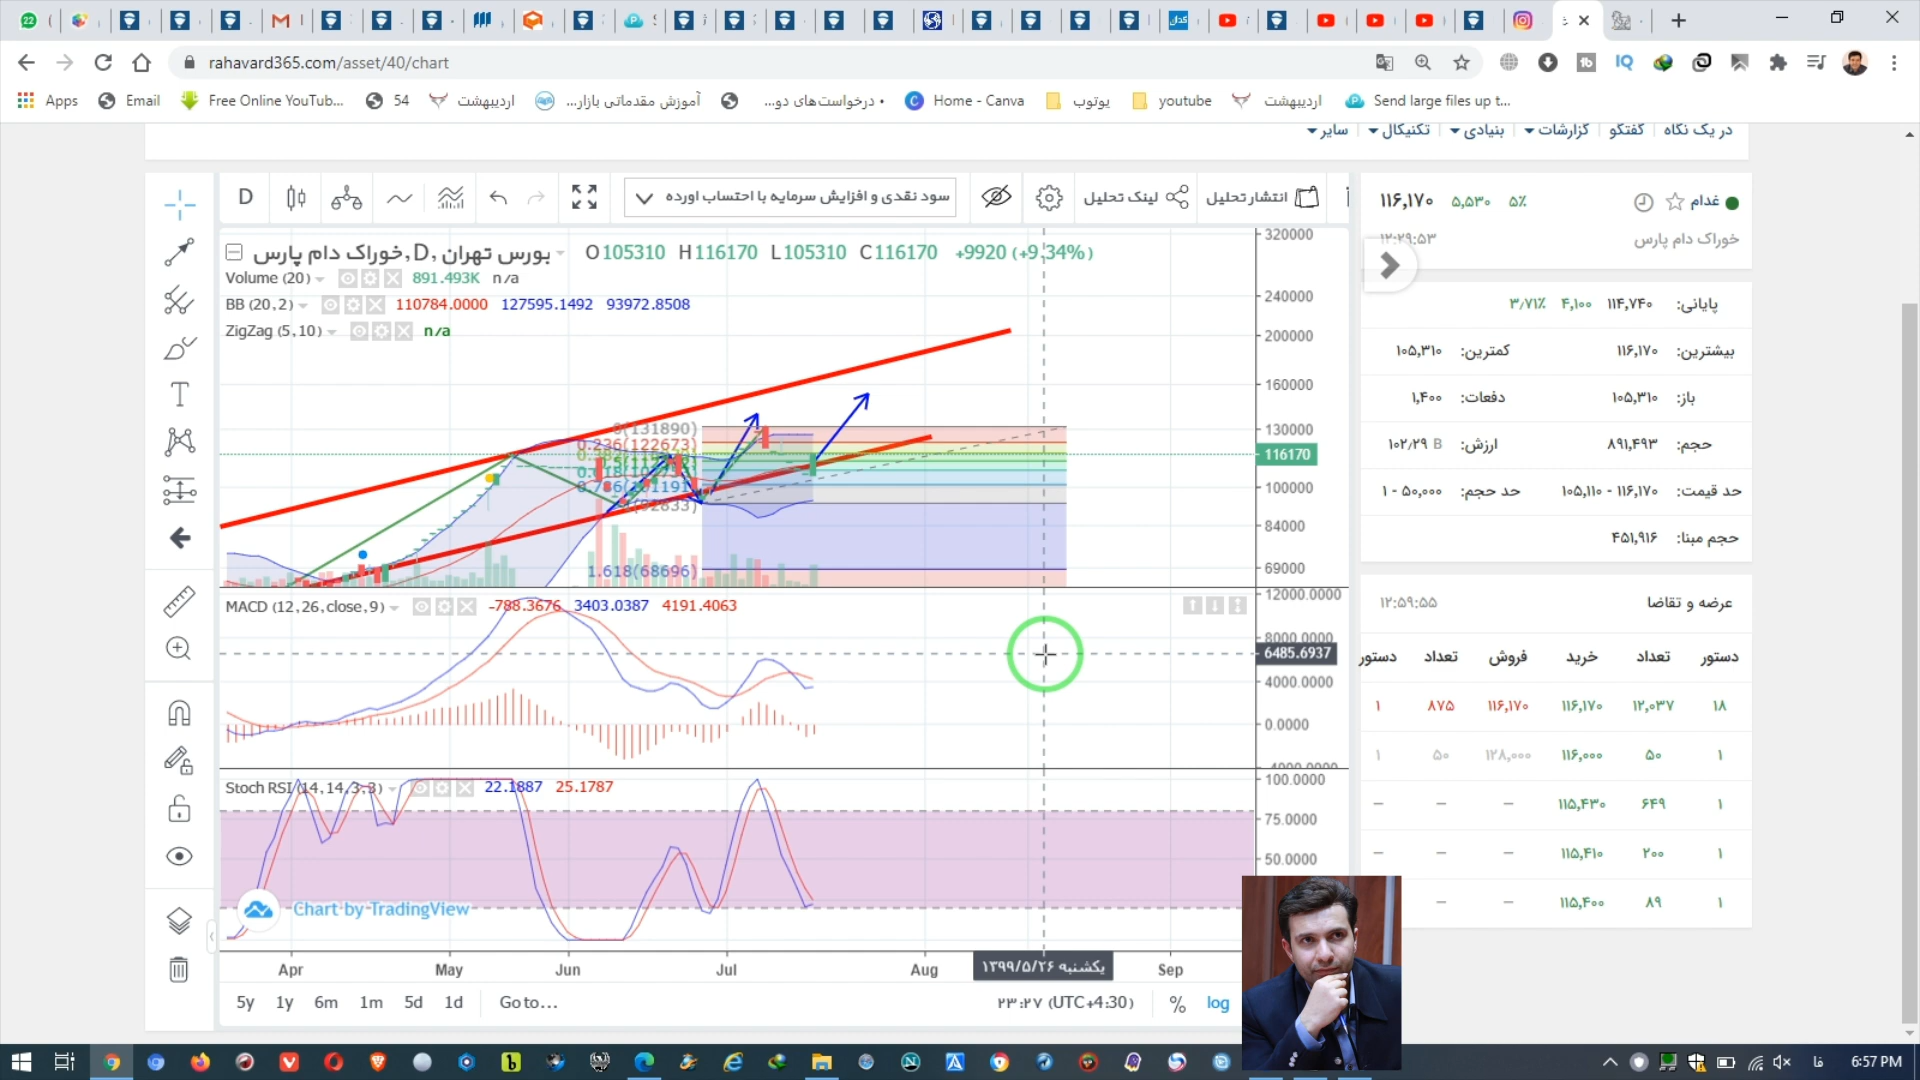 rahavard365.com/asset/40/chart
Apps
Email
Free Online YouTub...
54
اردیبهشت
آموزش مقدماتی بازار...
درخواست‌های دو... •
Home - Canva
یوتوب
youtube
اردیبهشت
Send large files up t...
در یک نگاه
گفتگو
گزارشات
بنیادی
تکنیکال
سایر
D
سود نقدی و افزایش سرمایه با احتساب آورده
لینک تحلیل
انتشار تحلیل
خوراک دام پارس, D, بورس تهران
O105310 H116170 L105310 C116170 +9920 (+9.34%)
Volume (20) 891.493K n/a
BB (20,2) 110784.0000 127595.1492 93972.8508
ZigZag (5,10) n/a
320000
240000
200000
160000
130000
116170
100000
84000
69000
0(131890)
0.236(122673)
1.618(68696)
MACD (12,26,close,9) -788.3676 3403.0387 4191.4063
12000.0000
8000.0000
6485.6937
4000.0000
0.0000
Stoch RSI (14,14,3,3) 22.1887 25.1787
100.0000
75.0000
50.0000
Chart by TradingView
Apr May Jun Jul Aug یکشنبه ۱۳۹۹/۵/۲۶ Sep
5y 1y 6m 1m 5d 1d Go to... ۲۳:۲۷ (UTC+4:30) % log
غدام
۱۱۶,۱۷۰ ۵,۵۳۰ ۵٪
خوراک دام پارس
۱۲:۲۹:۵۳
پایانی: ۱۱۴,۷۴۰ ۴,۱۰۰ ۳/۷۱٪
بیشترین: ۱۱۶,۱۷۰ کمترین: ۱۰۵,۳۱۰
باز: ۱۰۵,۳۱۰ دفعات: ۱,۴۰۰
حجم: ۸۹۱,۴۹۳ ارزش: ۱۰۲/۲۹ B
حد قیمت: ۱۱۶,۱۷۰ - ۱۰۵,۱۱۰ حد حجم: ۵۰,۰۰۰ - ۱
حجم مبنا: ۴۵۱,۹۱۶
عرضه و تقاضا ۱۲:۵۹:۵۵
دستور تعداد خرید فروش تعداد دستور
۱۸ ۱۲,۰۳۷ ۱۱۶,۱۷۰ ۱۱۶,۱۷۰ ۸۷۵ ۱
۱ ۵۰ ۱۱۶,۰۰۰ ۱۲۸,۰۰۰ ۵۰ ۱
۱ ۶۴۹ ۱۱۵,۴۳۰ – – –
۱ ۲۰۰ ۱۱۵,۴۱۰ – – –
۱ ۸۹ ۱۱۵,۴۰۰ – –
فا
6:57 PM